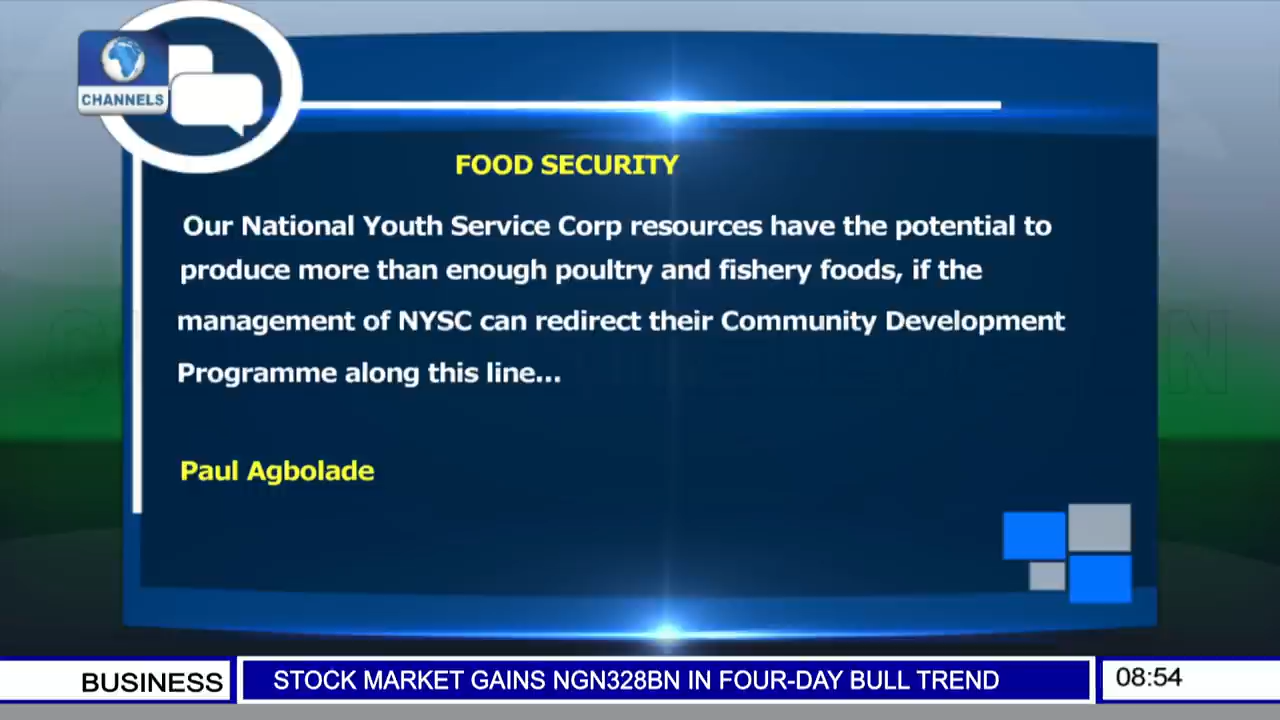 CHANNELS
FOOD SECURITY
Our National Youth Service Corp resources have the potential to
produce more than enough poultry and fishery foods, if the
management of NYSC can redirect their Community Development
Programme along this line...
Paul Agbolade
BUSINESS
STOCK MARKET GAINS NGN328BN IN FOUR-DAY BULL TREND
08:54